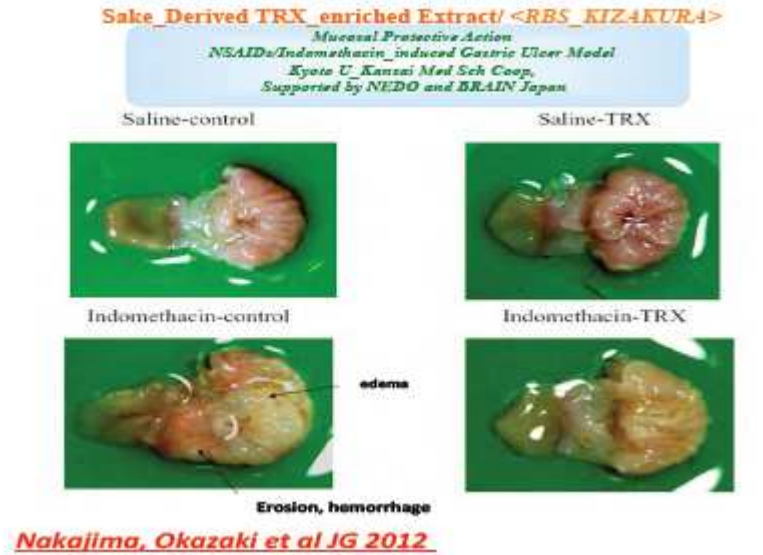 Sake_Derived TRX_enriched Extract/ <RBS_KIZAKURA>
Mucosal Protective Action
NSAIDs/Indomethacin_induced Gastric Ulcer Model
Kyoto U_Kansai Med Sch Coop,
Supported by NEDO and BRAIN Japan
Saline-control
Saline-TRX
Indomethacin-control
Indomethacin-TRX
edema
Erosion, hemorrhage
Nakajima, Okazaki et al JG 2012